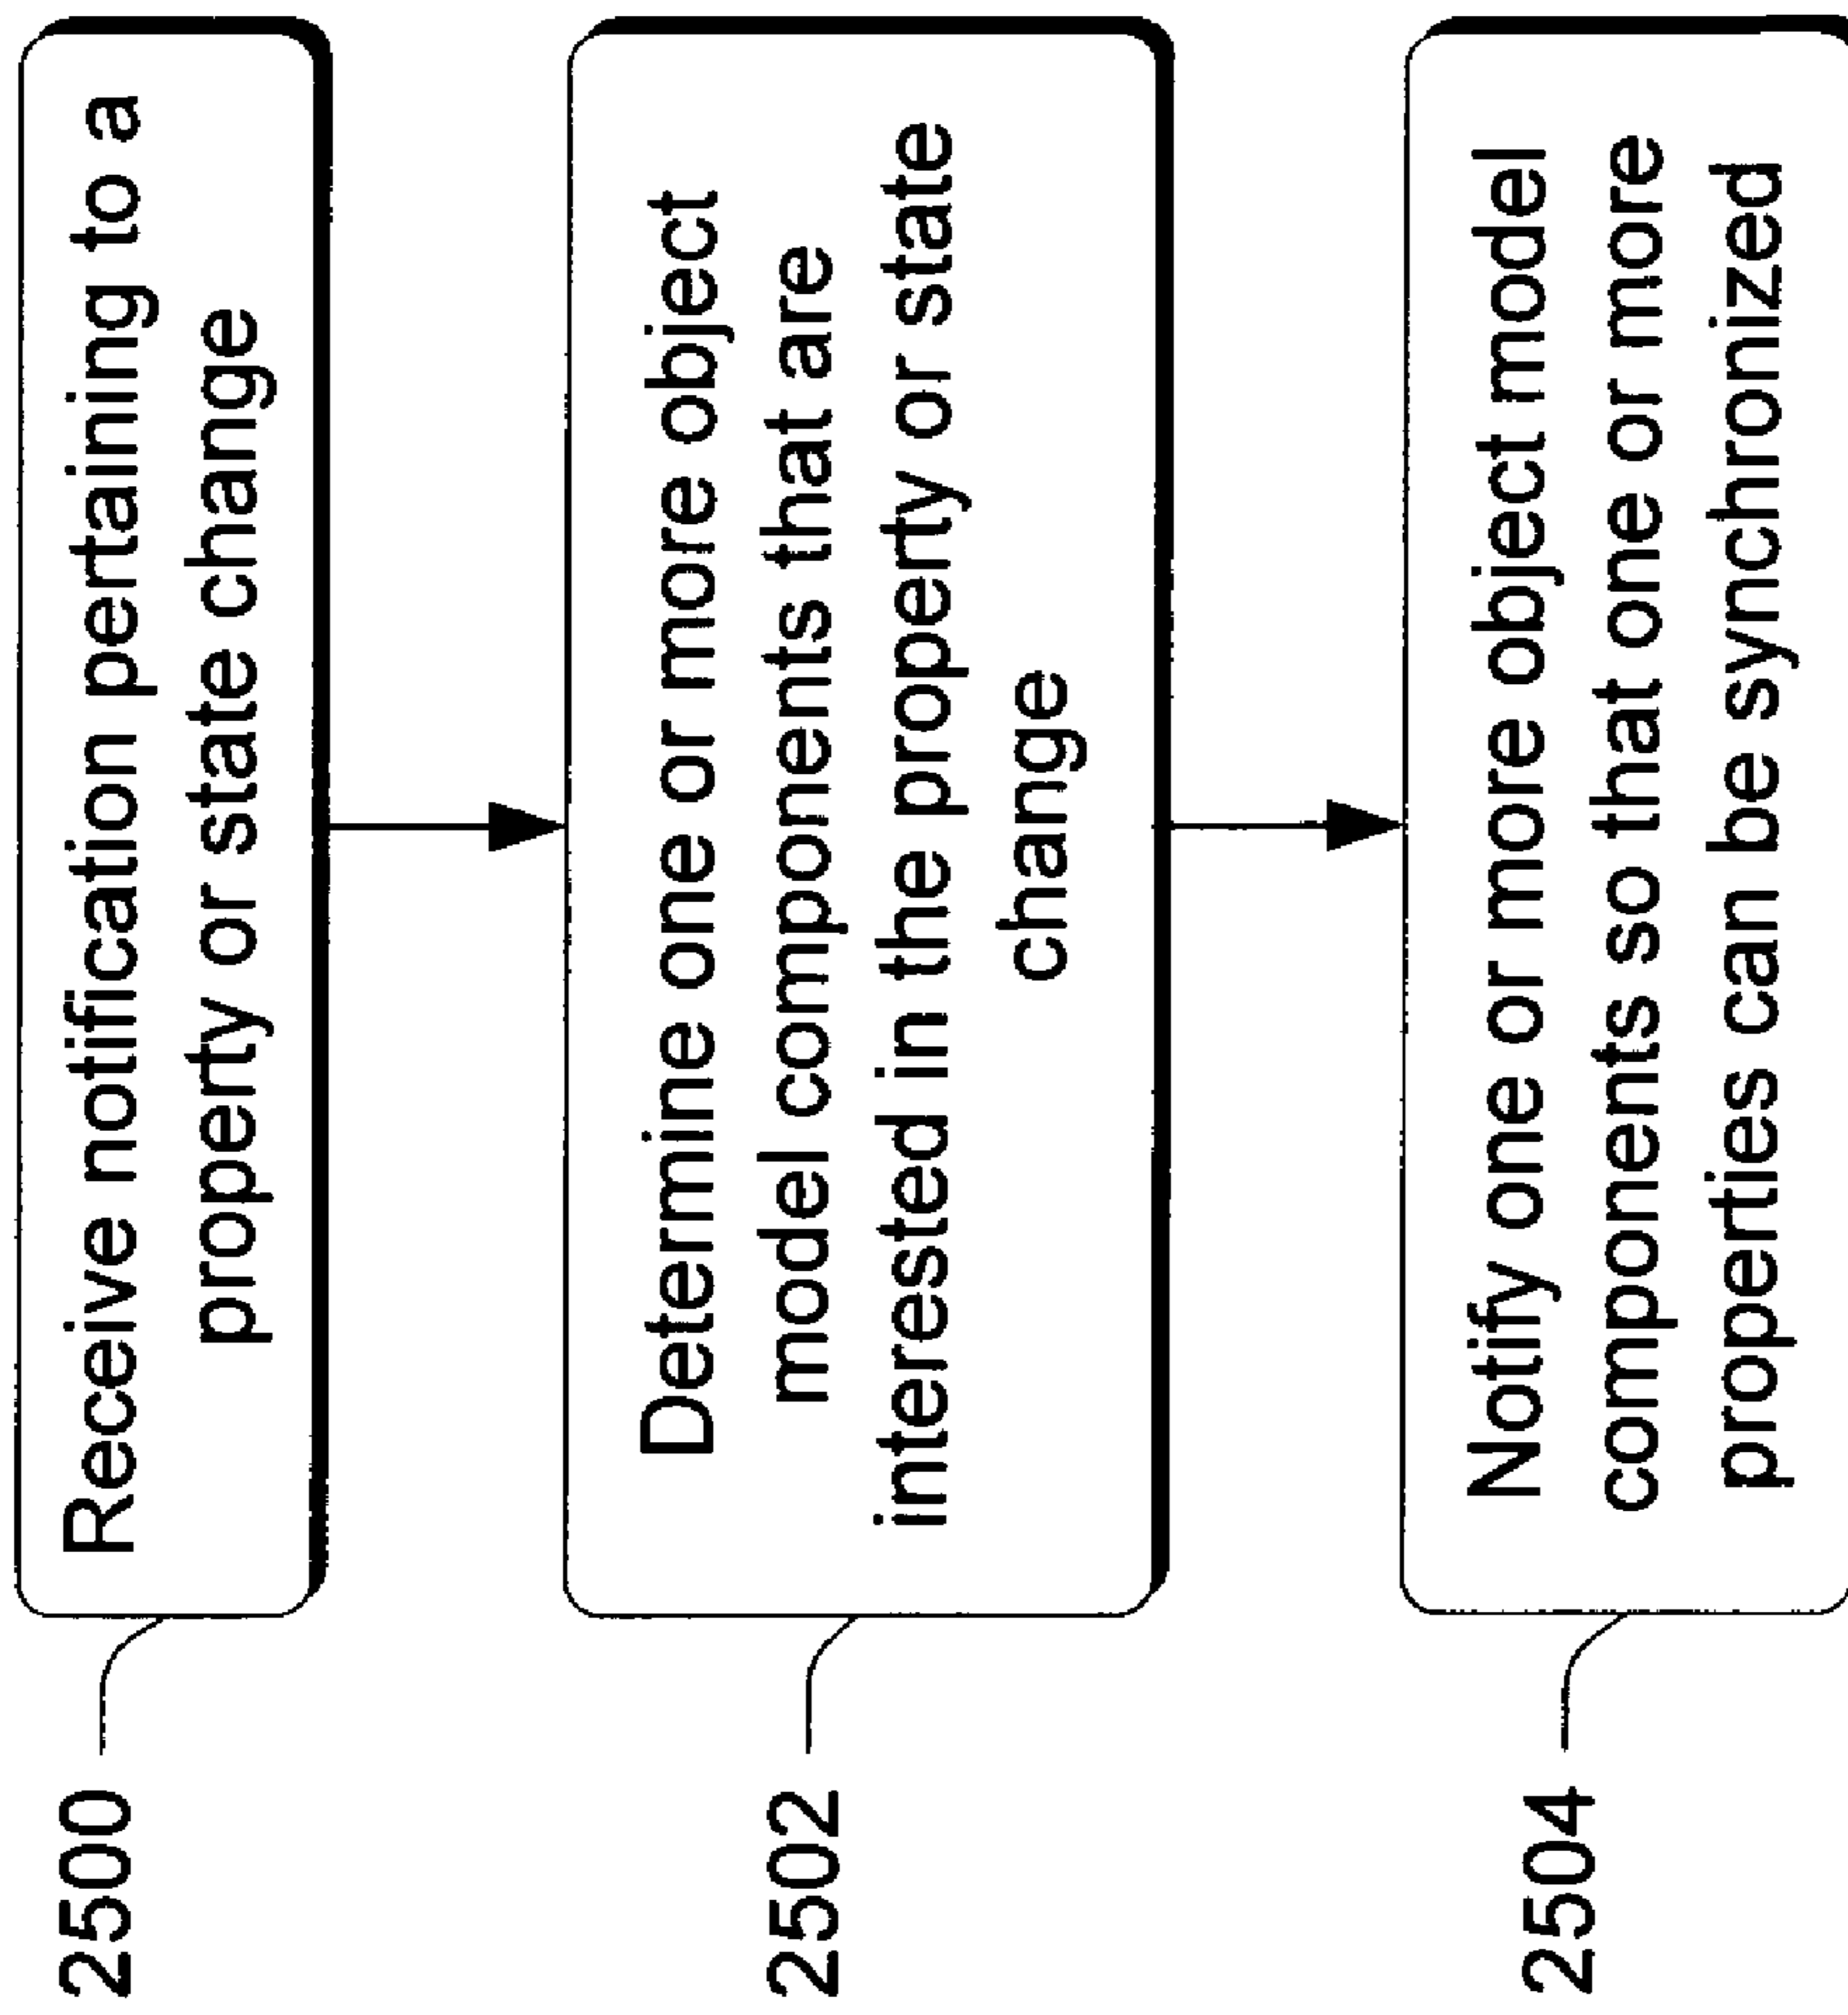 2500
Receive notification pertaining to a
property or state change
2502
Determine one or more object
model components that are
interested in the property or state
change
2504
Notify one or more object model
components so that one or more
properties can be synchronized